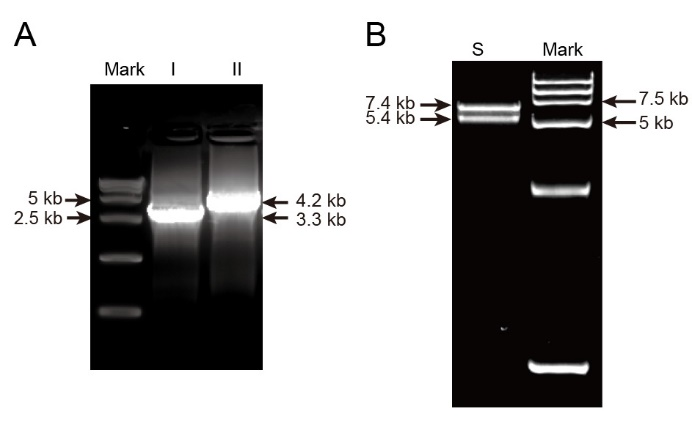 A
Mark I II
5 kb
2.5 kb
4.2 kb
3.3 kb
B
S Mark
7.4 kb
5.4 kb
7.5 kb
5 kb